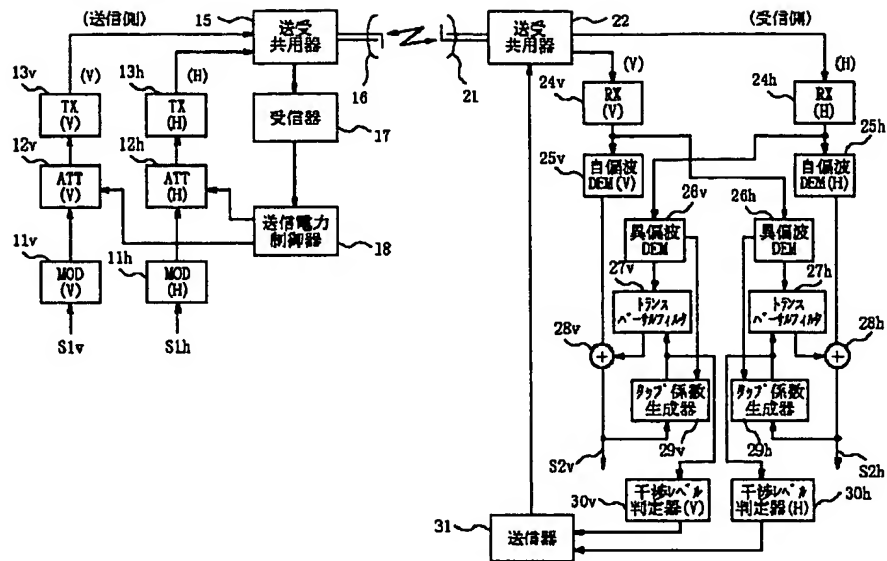 (送信側)
15
送受
共用器
16
21
送受
共用器
22
(受信側)
13v
(V)
TX
(V)
13h
(H)
TX
(H)
受信器
17
24v
(V)
RX
(V)
24h
(H)
RX
(H)
12v
ATT
(V)
12h
ATT
(H)
25v
自偏波
DEM(V)
25h
自偏波
DEM(H)
送信電力
制御器
18
26v
異偏波
DEM
26h
異偏波
DEM
11v
MOD
(V)
11h
MOD
(H)
27v
トランス
バーサルフィルタ
27h
トランス
バーサルフィルタ
S1v
S1h
28v
+
28h
+
タップ係数
生成器
29v
タップ係数
生成器
29h
S2v
S2h
30v
干渉レベル
判定器(V)
干渉レベル
判定器(H)
30h
31
送信器